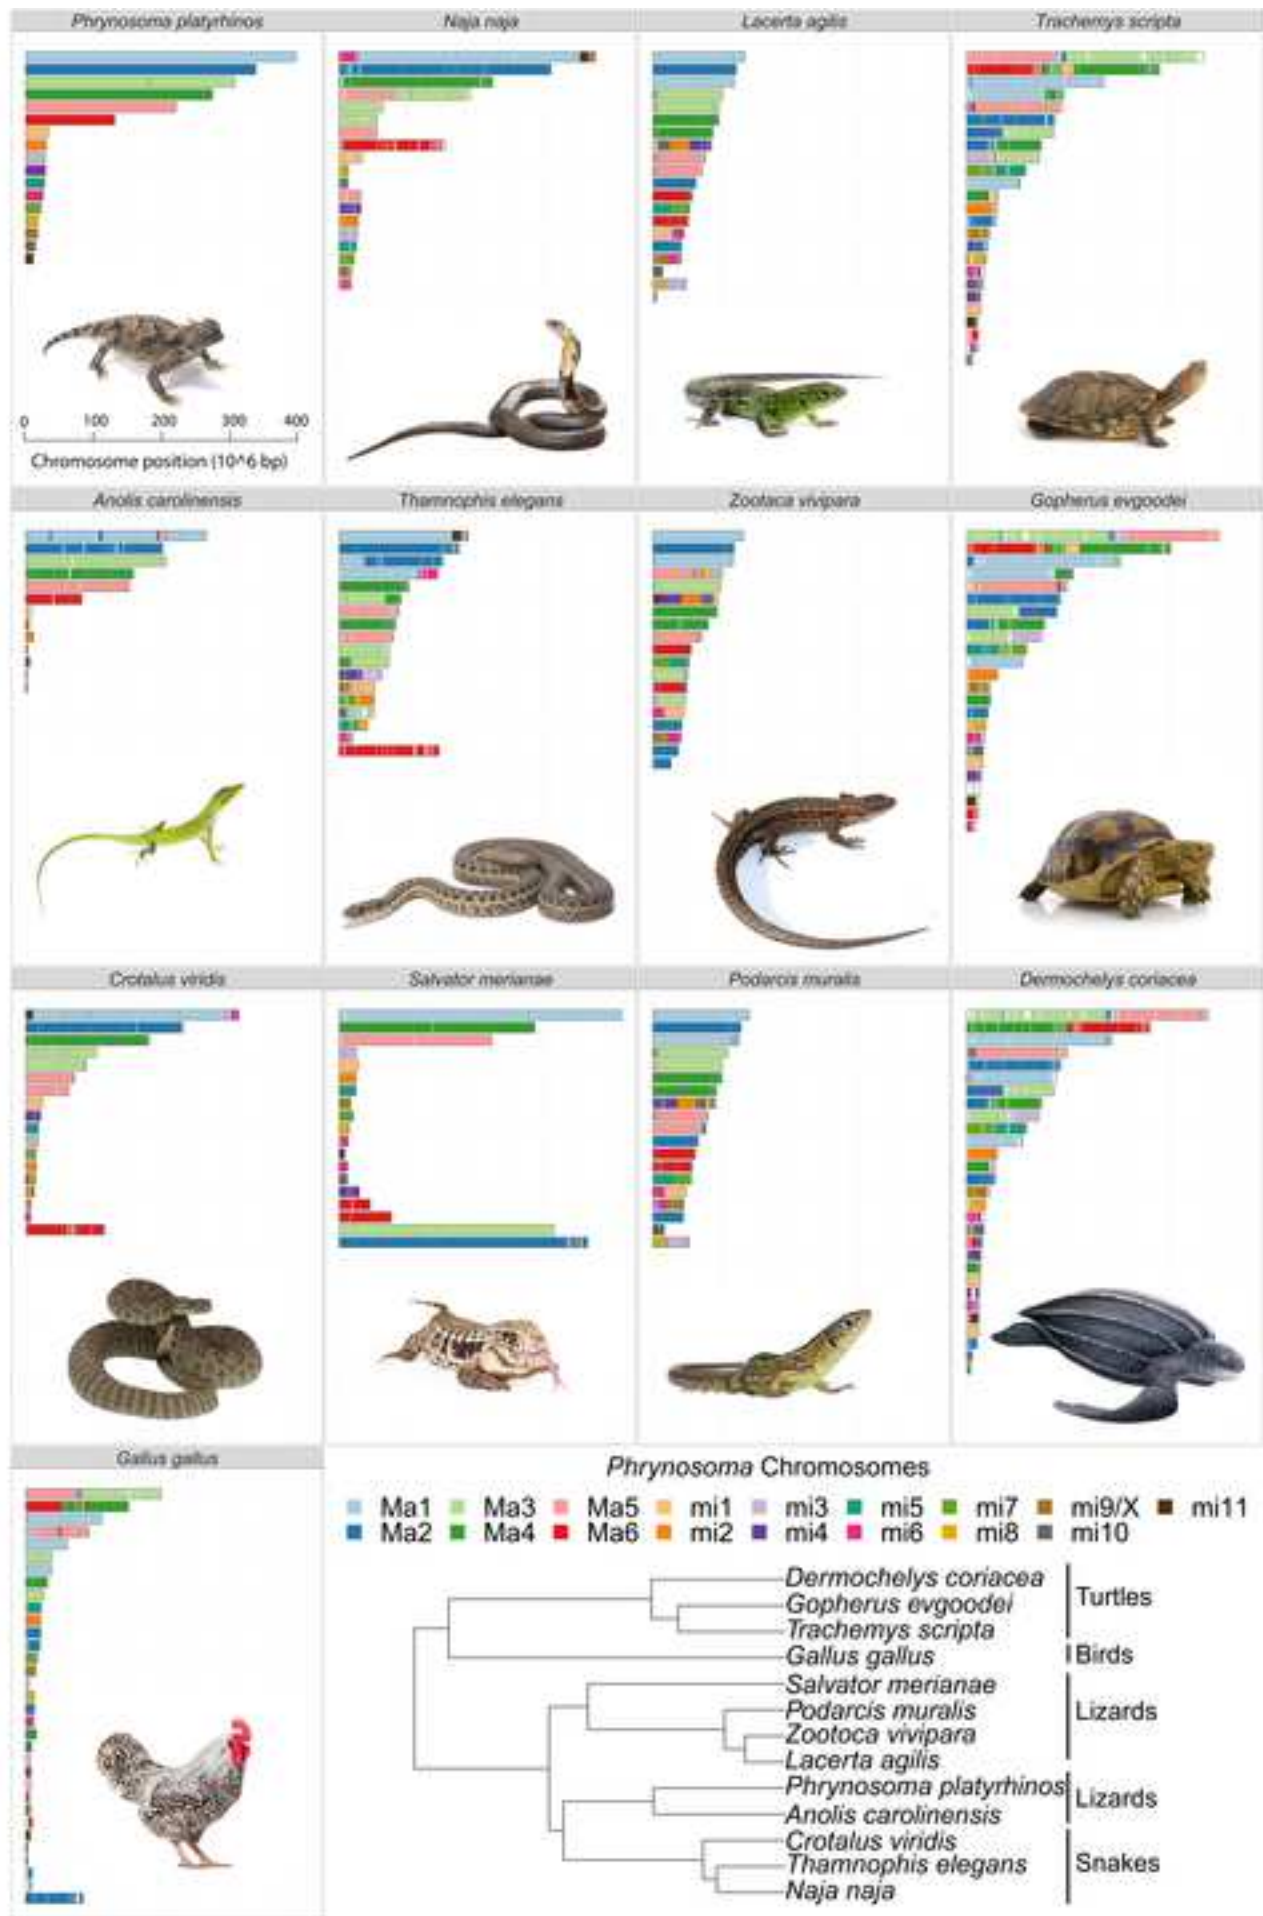 Phrynosoma platyrhinos
Naja naja
Lacerta agilis
Trachemys scripta
0 100 200 300 400
Chromosome position (10^6 bp)
Anolis carolinensis
Thamnophis elegans
Zootaca vivipara
Gopherus evgoodei
Crotalus viridis
Salvator merianae
Podarcis muralis
Dermochelys coriacea
Gallus gallus
Phrynosoma Chromosomes
Ma1 Ma3 Ma5 mi1 mi3 mi5 mi7 mi9/X mi11
Ma2 Ma4 Ma6 mi2 mi4 mi6 mi8 mi10
Dermochelys coriacea
Gopherus evgoodei
Trachemys scripta
Turtles
Gallus gallus
Birds
Salvator merianae
Podarcis muralis
Zootoca vivipara
Lacerta agilis
Lizards
Phrynosoma platyrhinos
Anolis carolinensis
Lizards
Crotalus viridis
Thamnophis elegans
Naja naja
Snakes